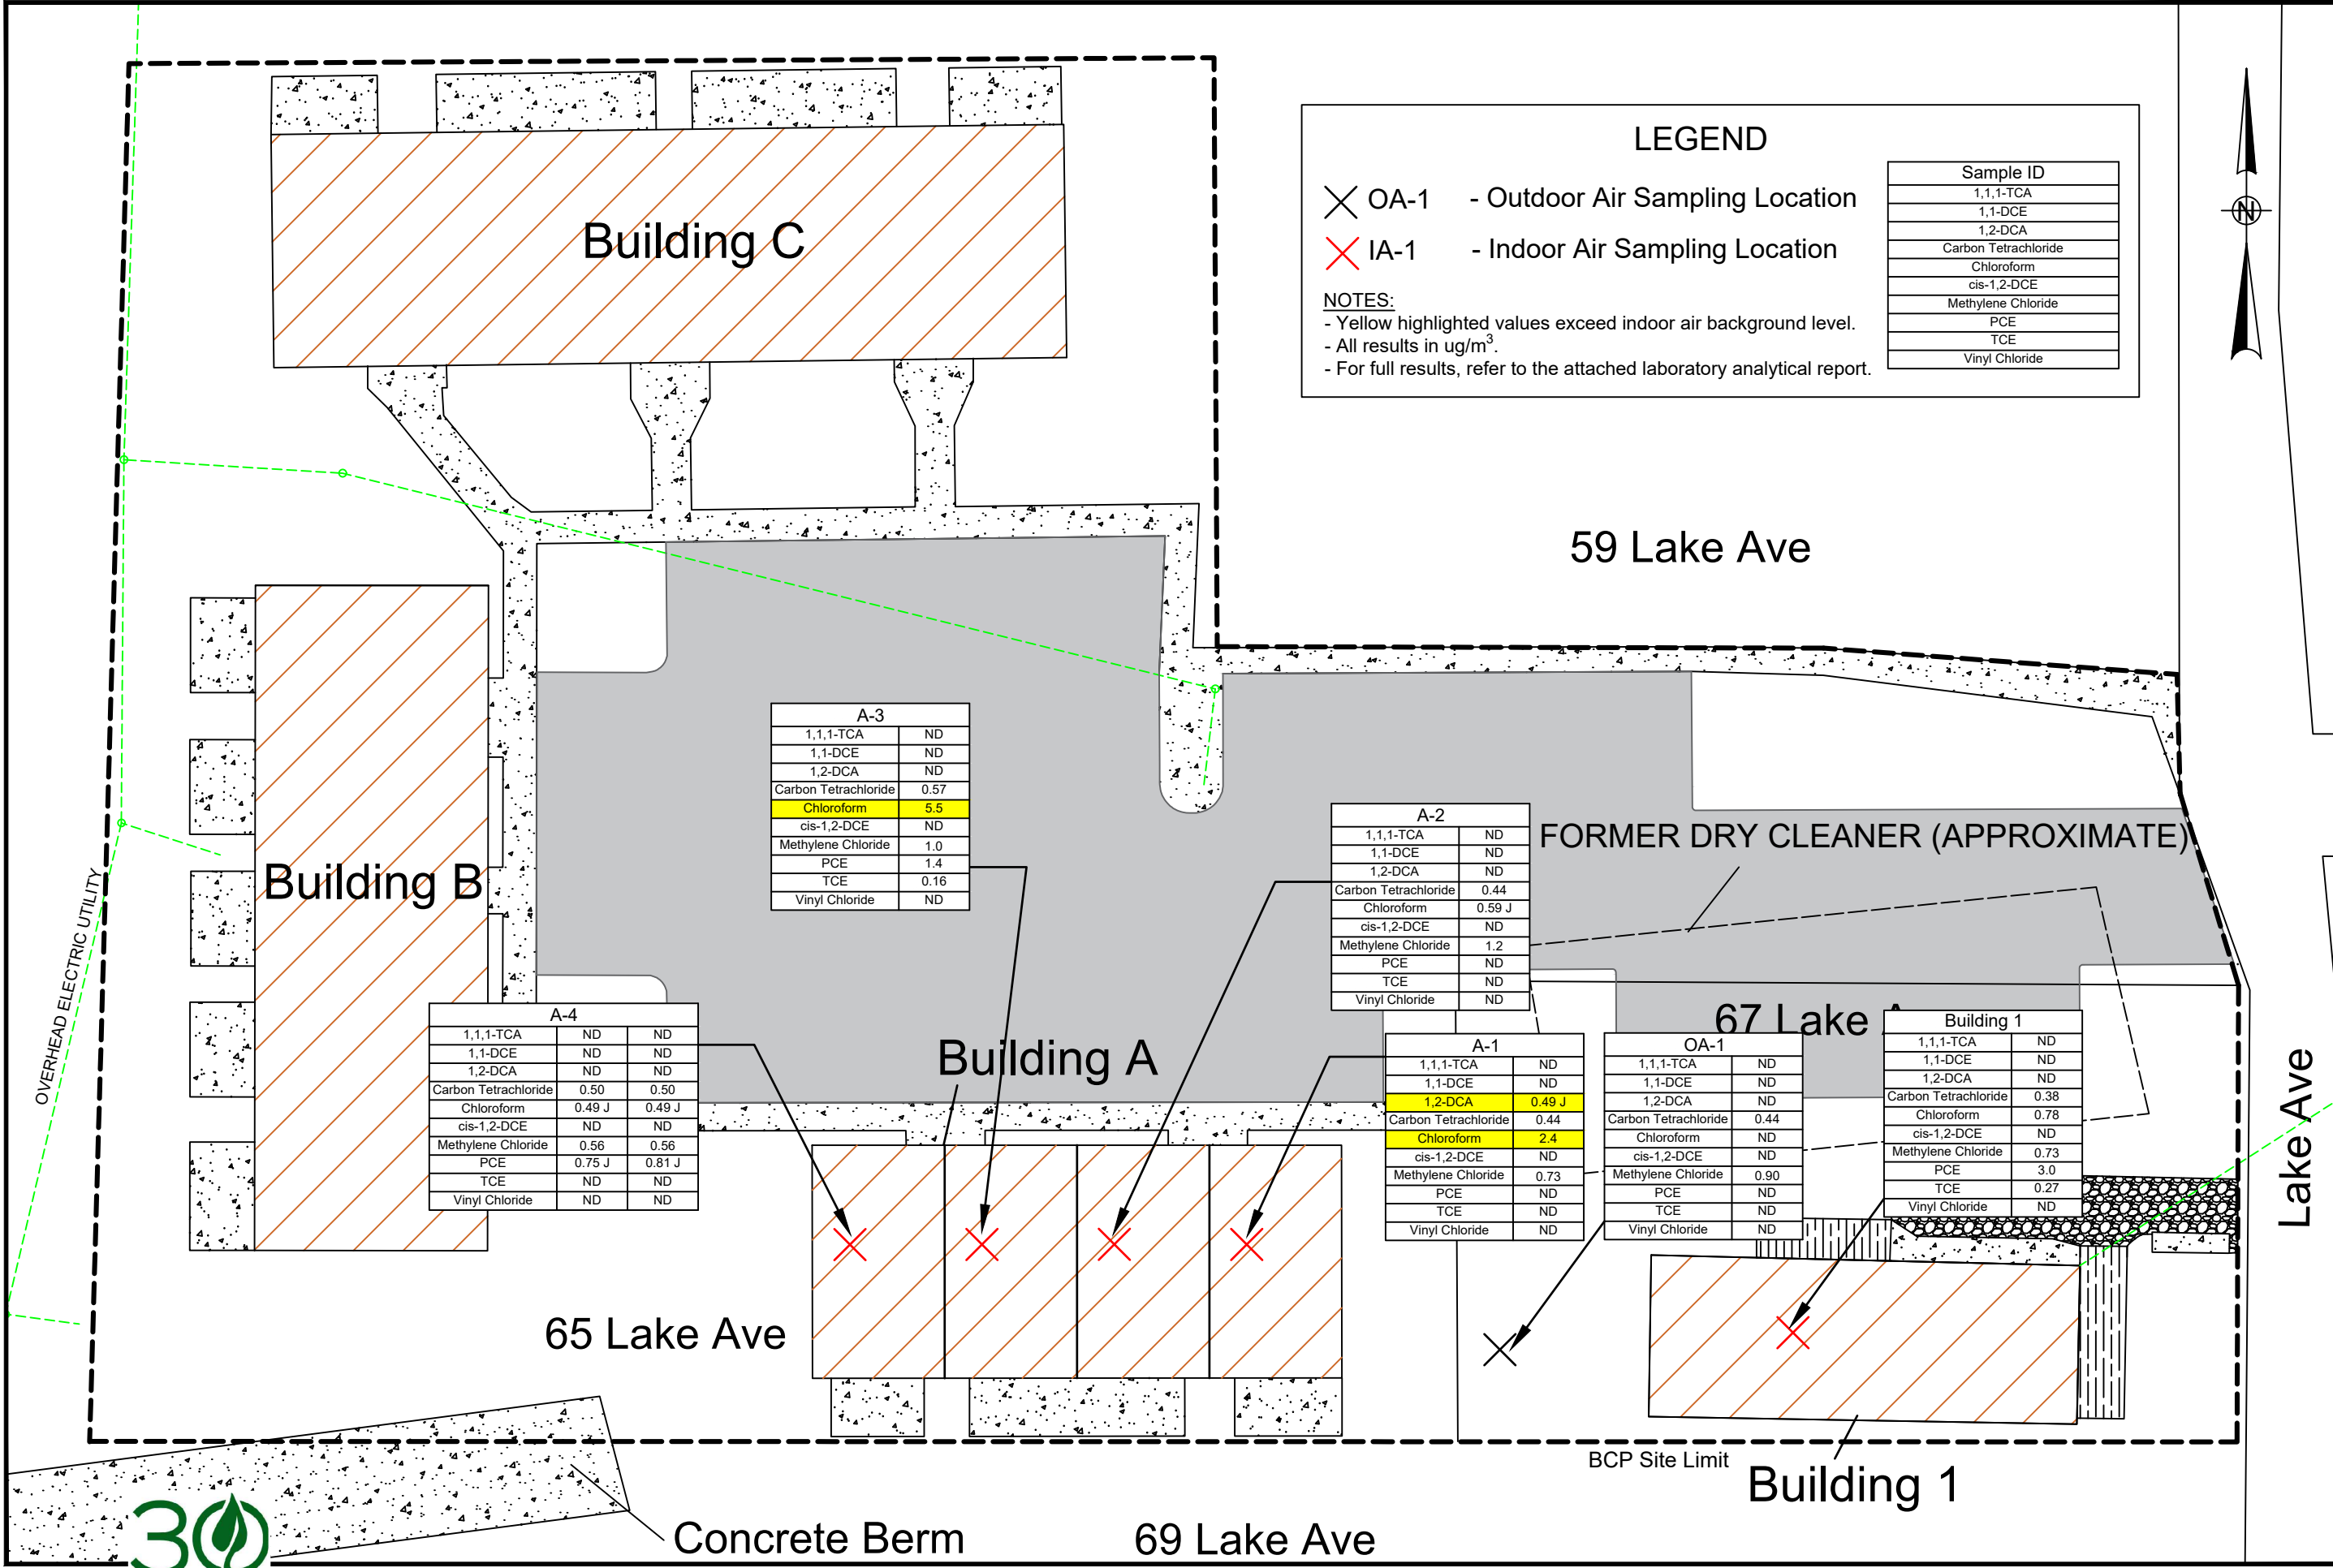 Building C
LEGEND
OA-1 - Outdoor Air Sampling Location
IA-1 - Indoor Air Sampling Location
NOTES:
- Yellow highlighted values exceed indoor air background level.
- All results in ug/m³.
- For full results, refer to the attached laboratory analytical report.
Sample ID
1,1,1-TCA
1,1-DCE
1,2-DCA
Carbon Tetrachloride
Chloroform
cis-1,2-DCE
Methylene Chloride
PCE
TCE
Vinyl Chloride
N
59 Lake Ave
A-3
1,1,1-TCA ND
1,1-DCE ND
1,2-DCA ND
Carbon Tetrachloride 0.57
Chloroform 5.5
cis-1,2-DCE ND
Methylene Chloride 1.0
PCE 1.4
TCE 0.16
Vinyl Chloride ND
A-2
1,1,1-TCA ND
1,1-DCE ND
1,2-DCA ND
Carbon Tetrachloride 0.44
Chloroform 0.59 J
cis-1,2-DCE ND
Methylene Chloride 1.2
PCE ND
TCE ND
Vinyl Chloride ND
FORMER DRY CLEANER (APPROXIMATE)
Building B
OVERHEAD ELECTRIC UTILITY
A-4
1,1,1-TCA ND ND
1,1-DCE ND ND
1,2-DCA ND ND
Carbon Tetrachloride 0.50 0.50
Chloroform 0.49 J 0.49 J
cis-1,2-DCE ND ND
Methylene Chloride 0.56 0.56
PCE 0.75 J 0.81 J
TCE ND ND
Vinyl Chloride ND ND
Building A
67 Lake A
A-1
1,1,1-TCA ND
1,1-DCE ND
1,2-DCA 0.49 J
Carbon Tetrachloride 0.44
Chloroform 2.4
cis-1,2-DCE ND
Methylene Chloride 0.73
PCE ND
TCE ND
Vinyl Chloride ND
OA-1
1,1,1-TCA ND
1,1-DCE ND
1,2-DCA ND
Carbon Tetrachloride 0.44
Chloroform ND
cis-1,2-DCE ND
Methylene Chloride 0.90
PCE ND
TCE ND
Vinyl Chloride ND
Building 1
1,1,1-TCA ND
1,1-DCE ND
1,2-DCA ND
Carbon Tetrachloride 0.38
Chloroform 0.78
cis-1,2-DCE ND
Methylene Chloride 0.73
PCE 3.0
TCE 0.27
Vinyl Chloride ND
Lake Ave
65 Lake Ave
BCP Site Limit
Building 1
Concrete Berm
69 Lake Ave
30